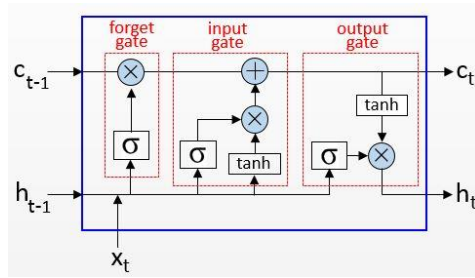 forget gate
input gate
output gate
c_{t-1}
×
+
c_t
tanh
×
σ
σ
tanh
σ
×
h_{t-1}
h_t
x_t